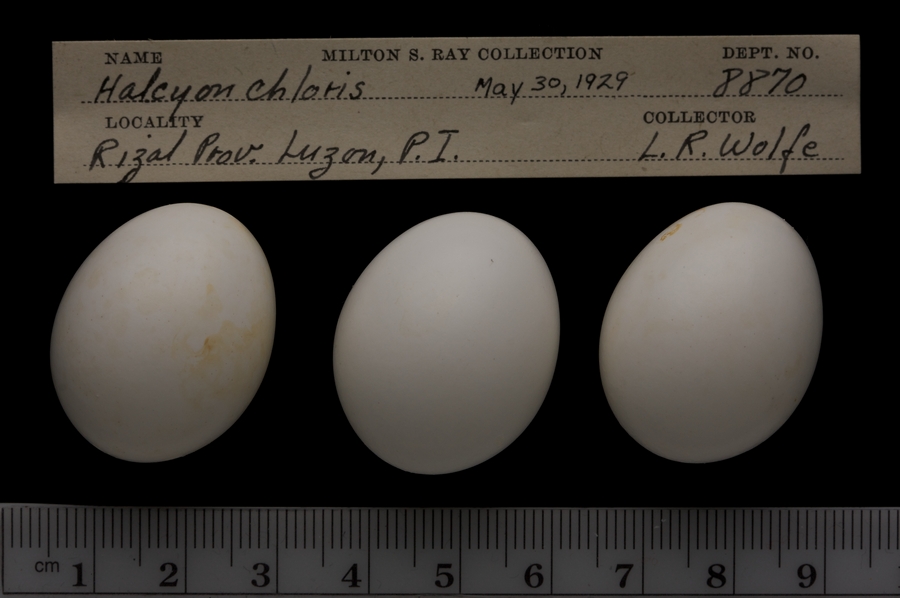 NAME MILTON S. RAY COLLECTION DEPT. NO.
Halcyon chloris May 30, 1929 8870
LOCALITY COLLECTOR
Rizal Prov. Luzon, P.I. L. R. Wolfe
cm 1 2 3 4 5 6 7 8 9